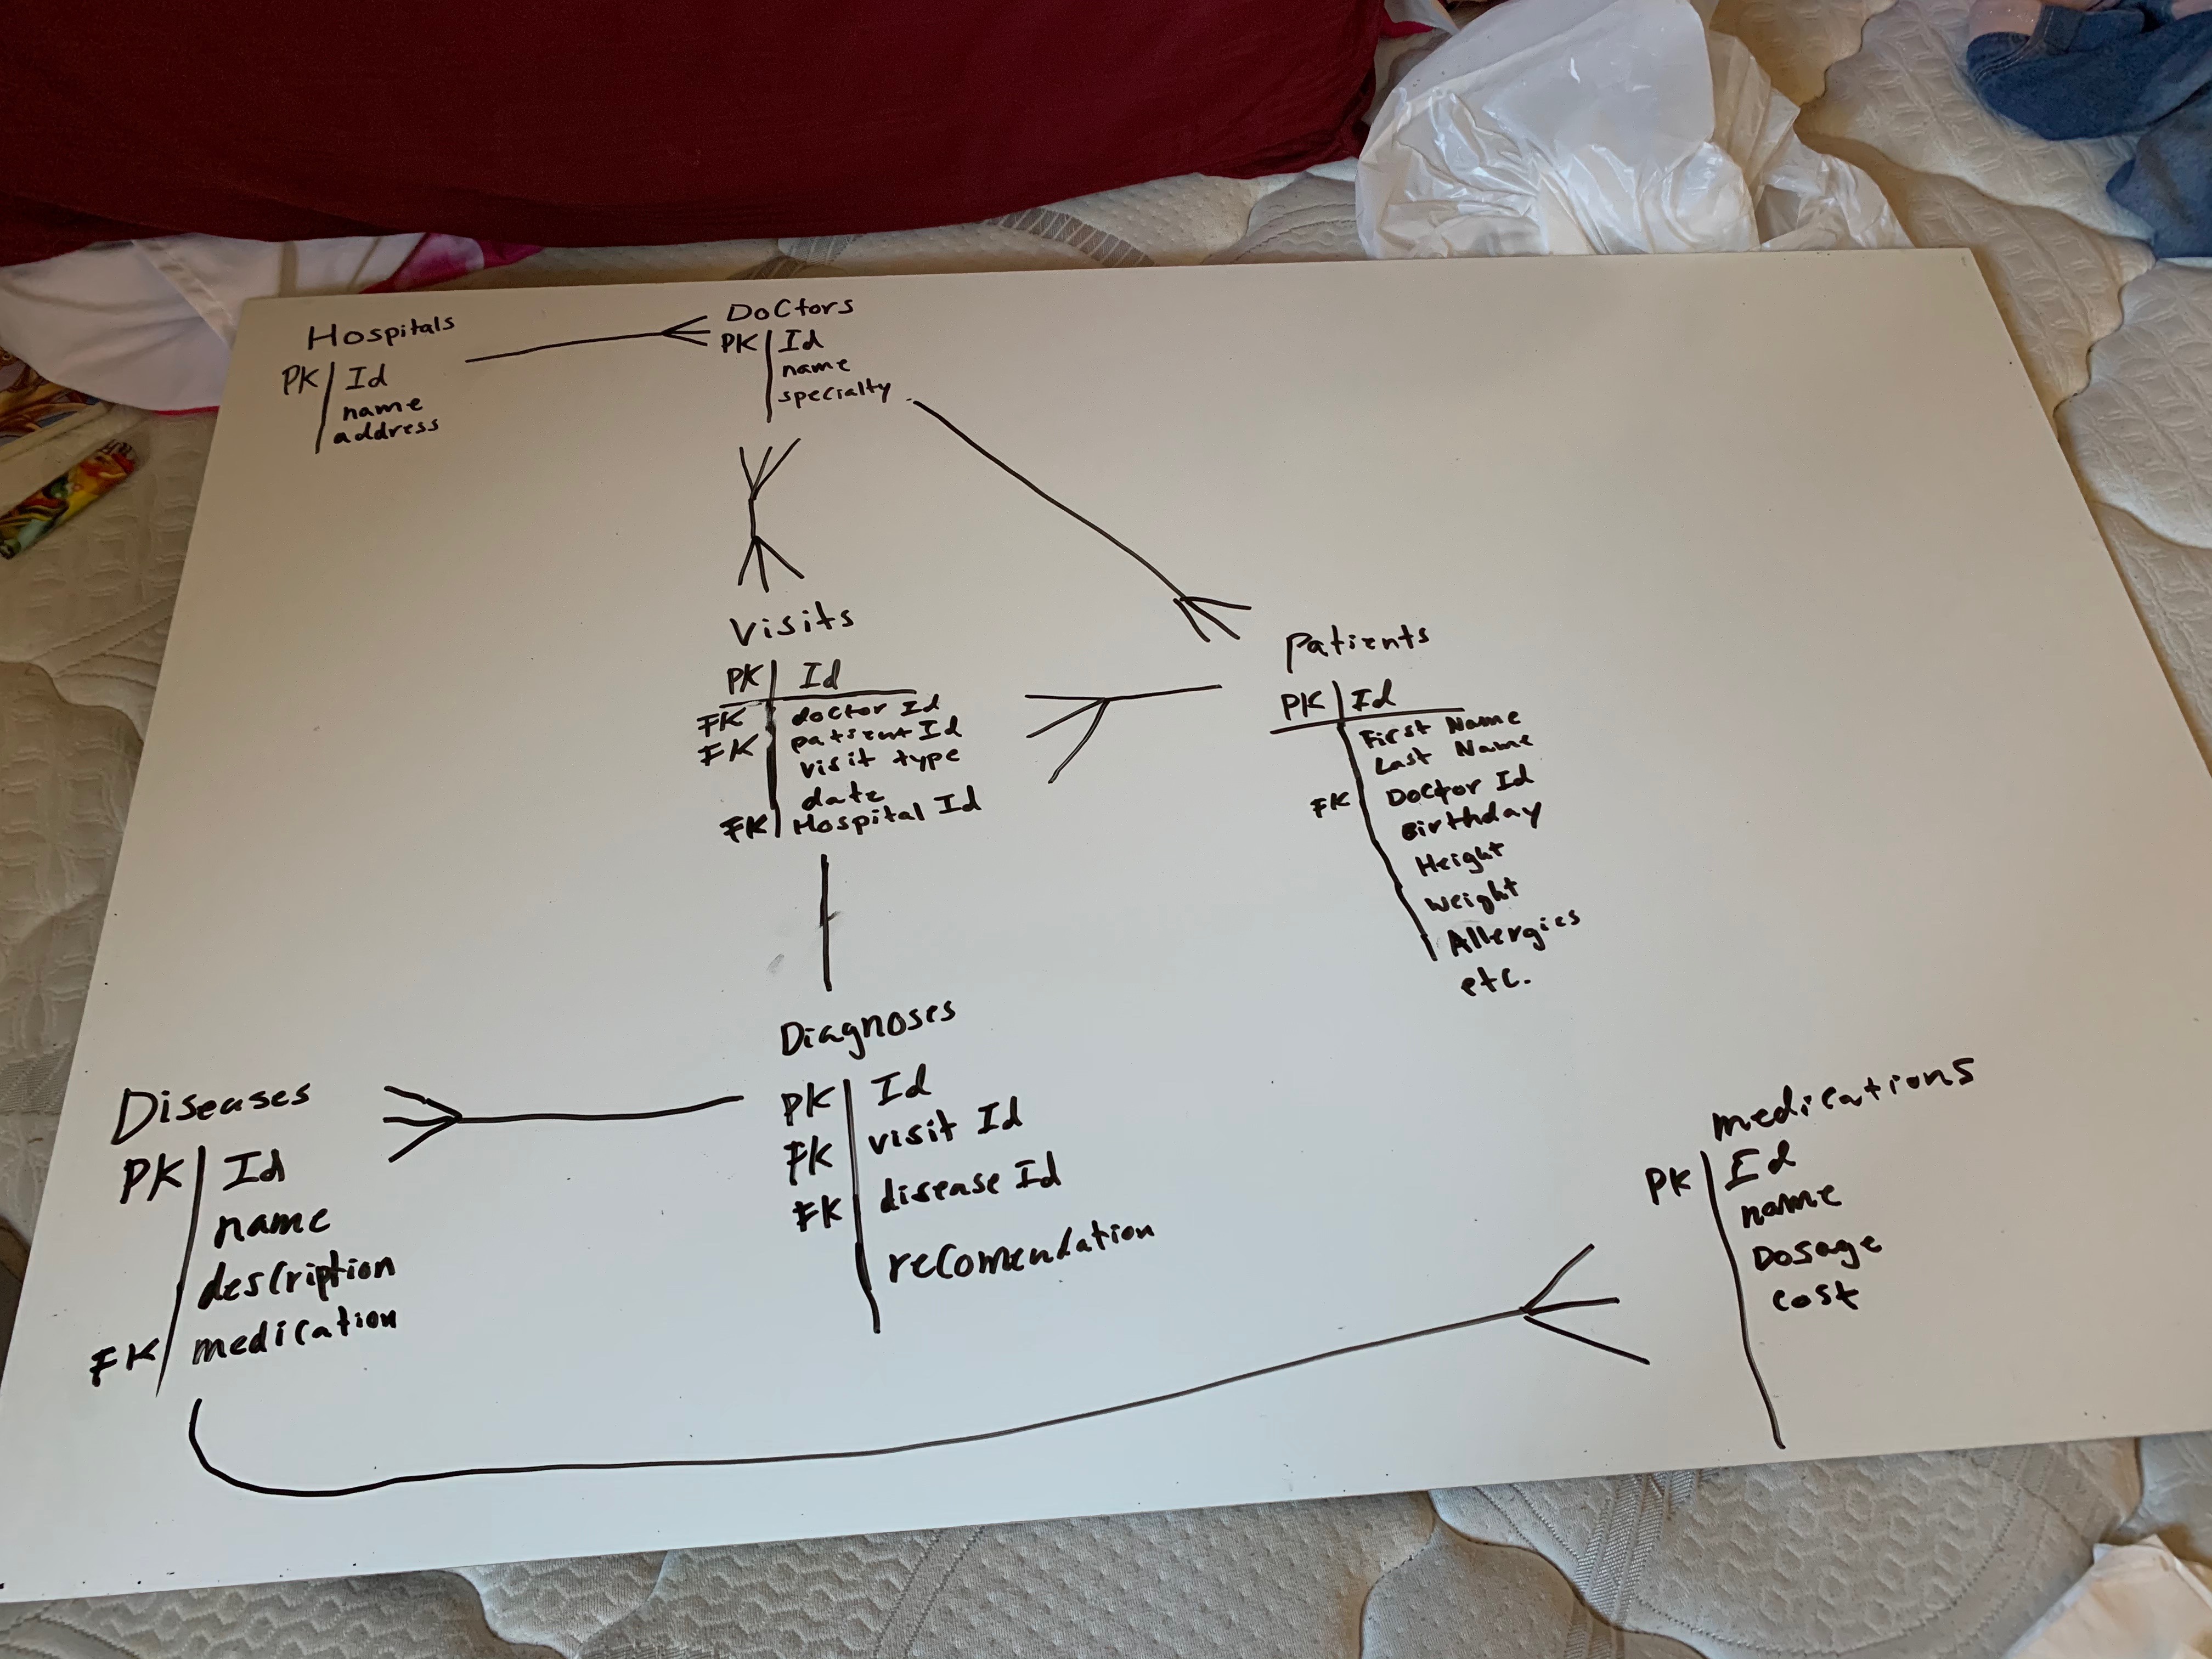 Hospitals
PK Id
name
address
Doctors
PK Id
name
specialty
Visits
PK Id
FK doctor Id
FK patient Id
visit type
date
FK Hospital Id
Patients
PK Id
First Name
Last Name
FK Doctor Id
Birthday
Height
Weight
Allergies
etc.
Diagnoses
PK Id
FK visit Id
FK disease Id
recomendation
Diseases
PK Id
name
description
FK medication
medications
PK Id
name
Dosage
cost